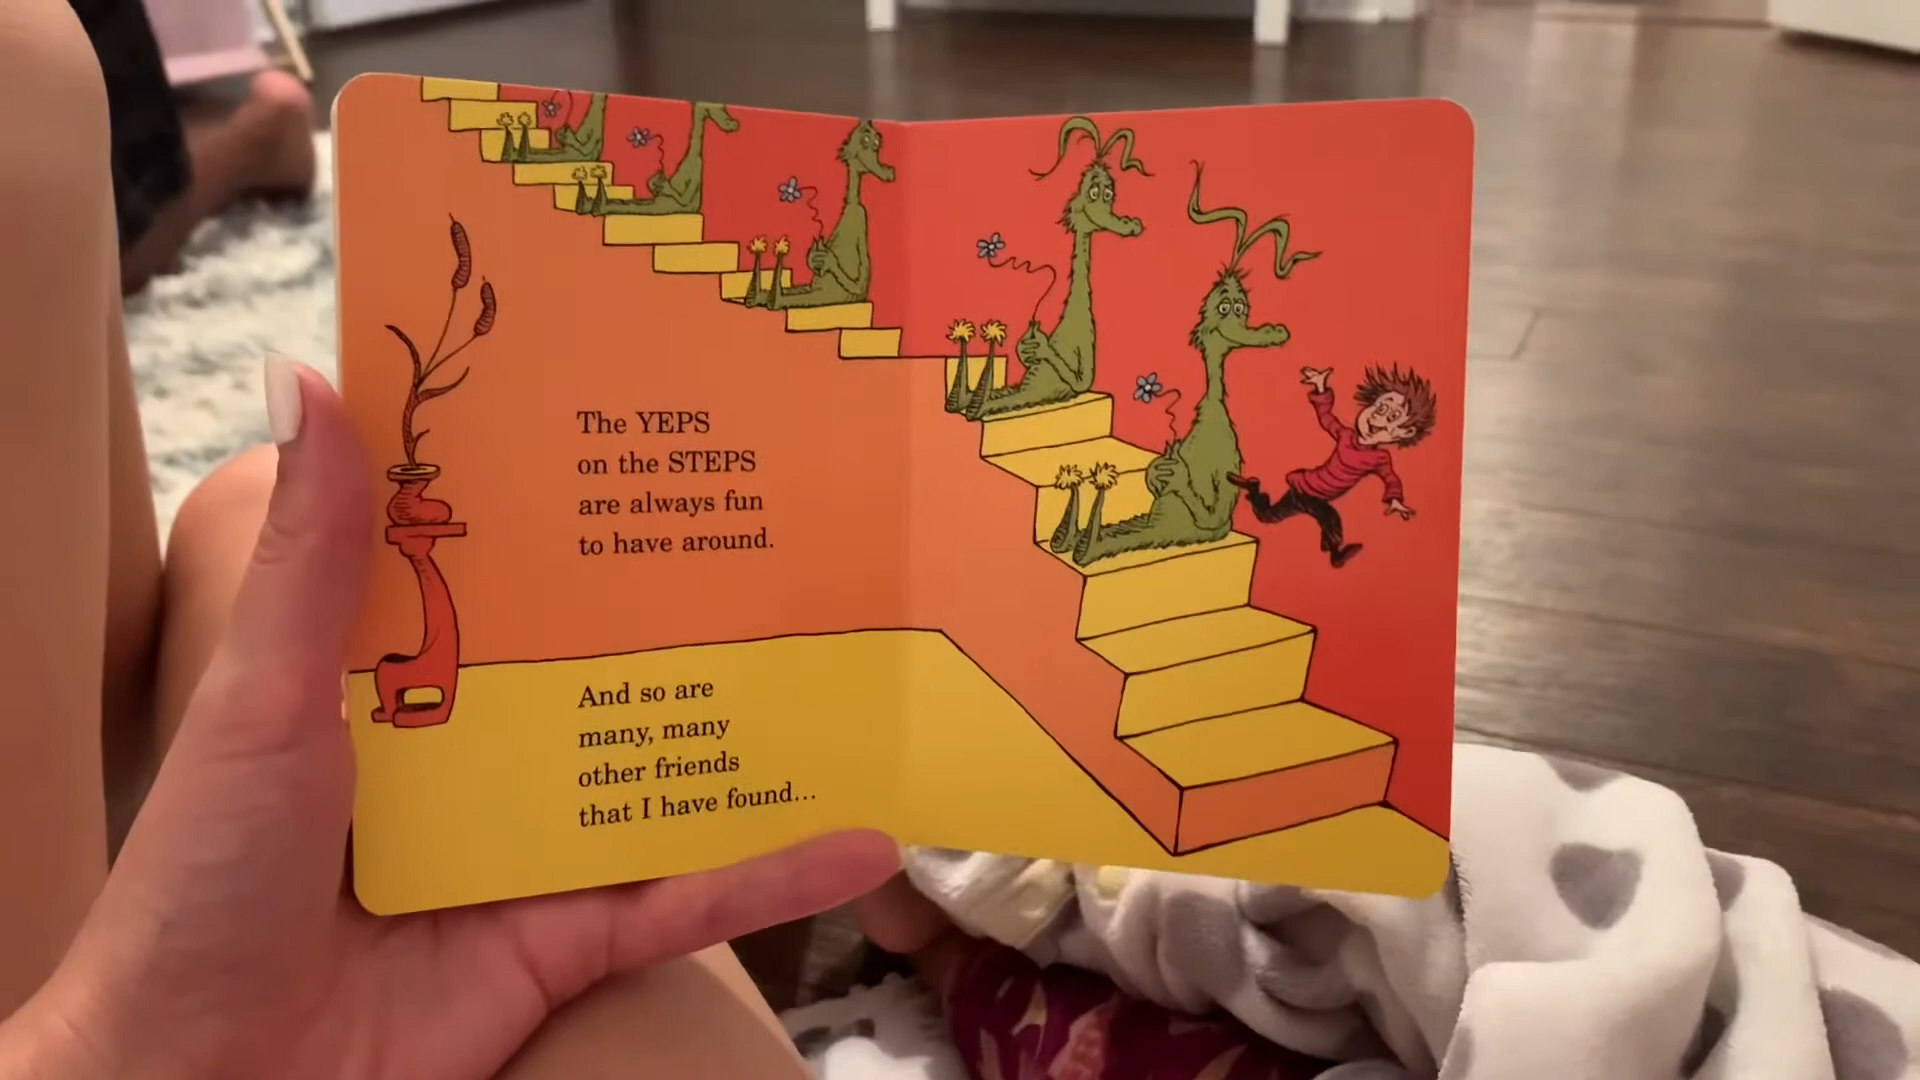 The YEPS
on the STEPS
are always fun
to have around.
And so are
many, many
other friends
that I have found...